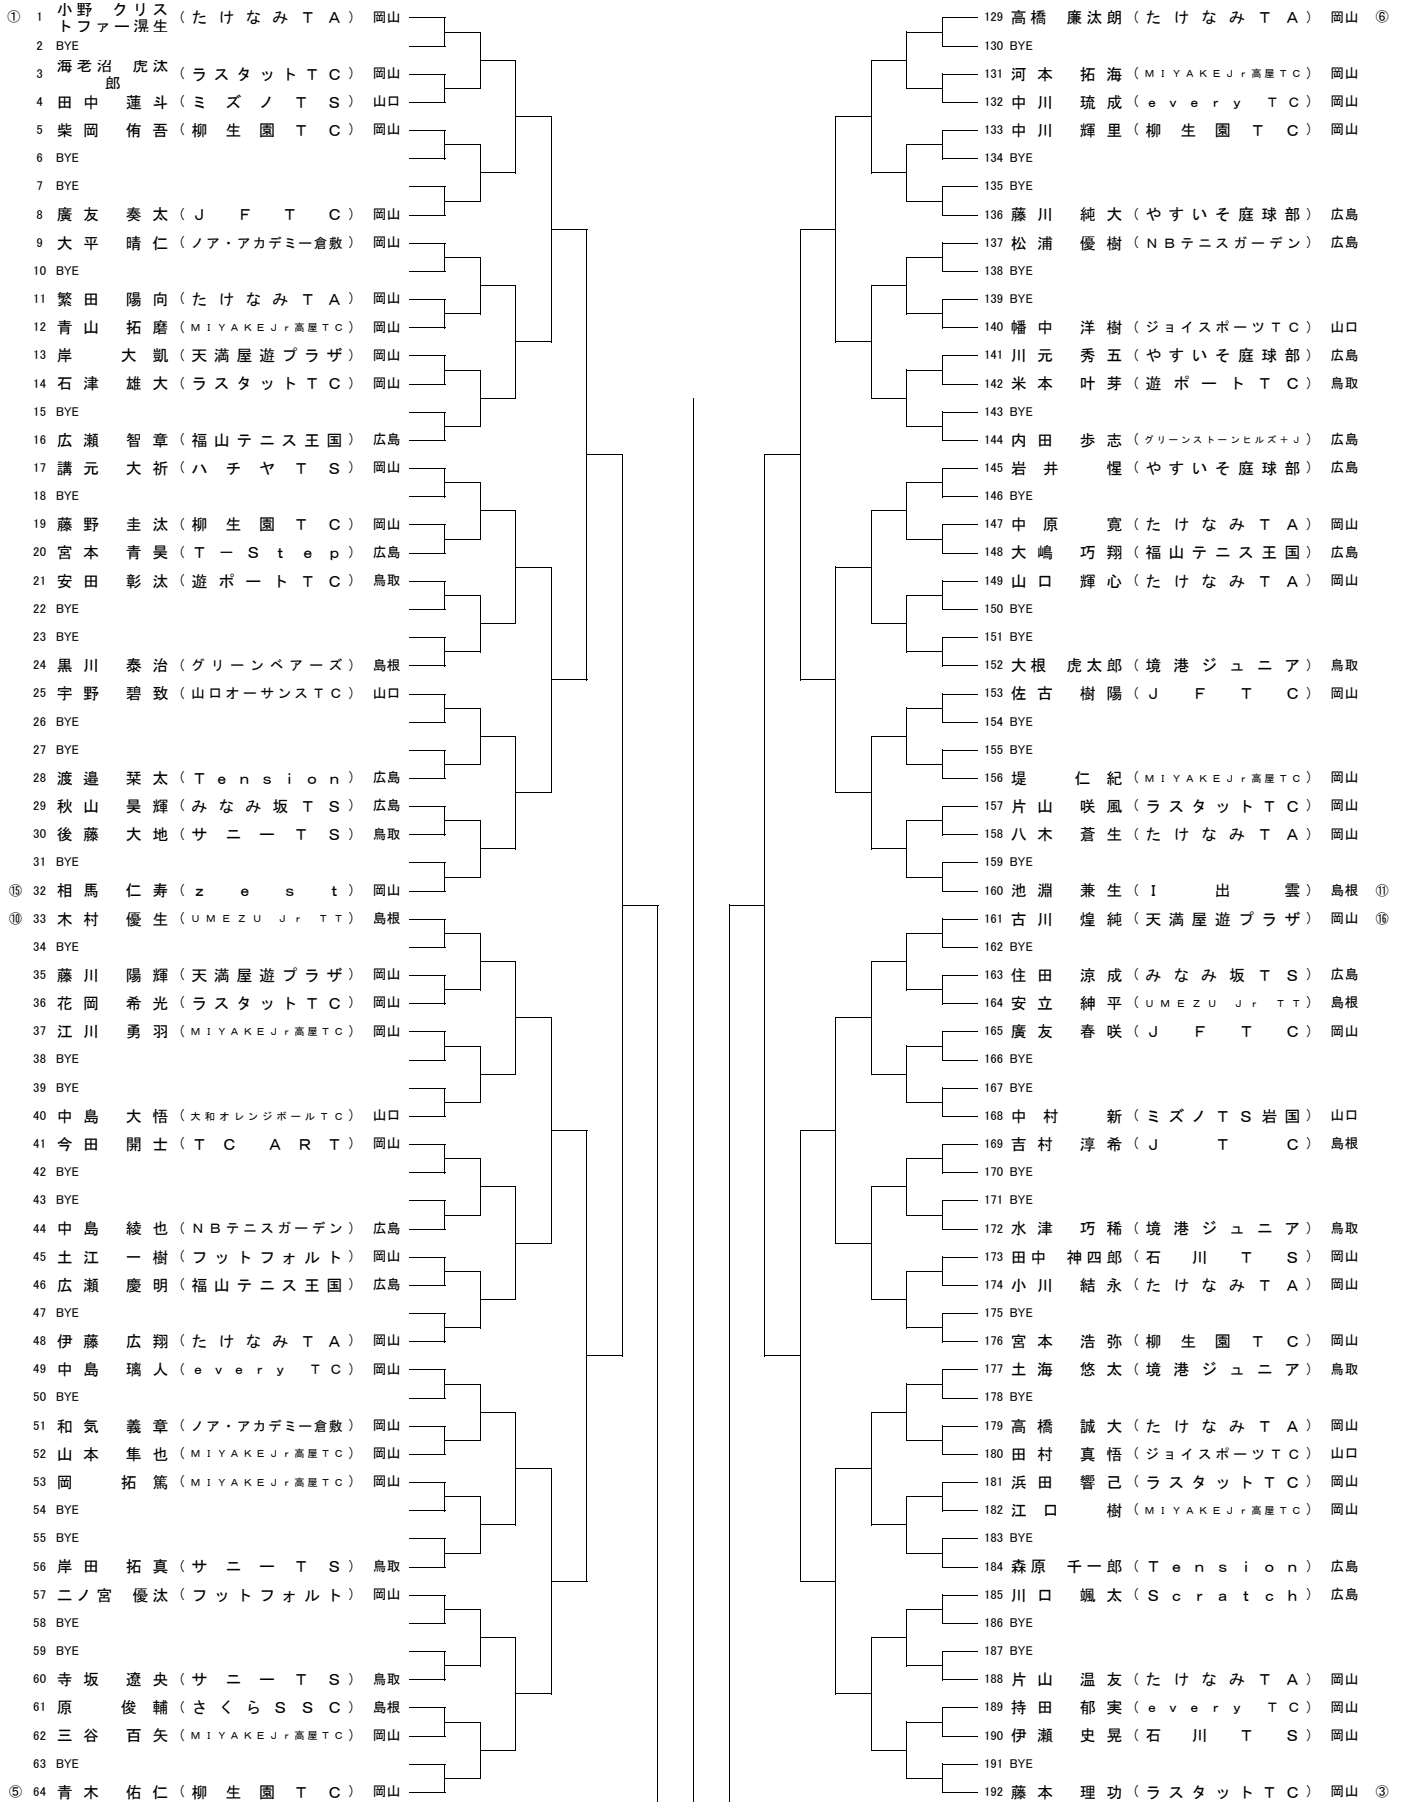 ① 1 小野 クリストファー滉生 (たけなみTA) 岡山
2 BYE
3 海老沼 虎汰郎 (ラスタットTC) 岡山
4 田中 蓮斗 (ミズノTS) 山口
5 柴岡 侑吾 (柳生園TC) 岡山
6 BYE
7 BYE
8 廣友 奏太 (JFTC) 岡山
9 大平 晴仁 (ノア・アカデミー倉敷) 岡山
10 BYE
11 繁田 陽向 (たけなみTA) 岡山
12 青山 拓磨 (MIYAKEJr高屋TC) 岡山
13 岸 大凱 (天満屋遊プラザ) 岡山
14 石津 雄大 (ラスタットTC) 岡山
15 BYE
16 広瀬 智章 (福山テニス王国) 広島
17 講元 大祈 (ハチヤTS) 岡山
18 BYE
19 藤野 圭汰 (柳生園TC) 岡山
20 宮本 青昊 (T-Step) 広島
21 安田 彰汰 (遊ポートTC) 鳥取
22 BYE
23 BYE
24 黒川 泰治 (グリーンベアーズ) 島根
25 宇野 碧致 (山口オーサンスTC) 山口
26 BYE
27 BYE
28 渡邉 栞太 (Tension) 広島
29 秋山 昊輝 (みなみ坂TS) 広島
30 後藤 大地 (サニーTS) 鳥取
31 BYE
⑮ 32 相馬 仁寿 (zest) 岡山
⑩ 33 木村 優生 (UMEZU Jr TT) 島根
34 BYE
35 藤川 陽輝 (天満屋遊プラザ) 岡山
36 花岡 希光 (ラスタットTC) 岡山
37 江川 勇羽 (MIYAKEJr高屋TC) 岡山
38 BYE
39 BYE
40 中島 大悟 (大和オレンジボールTC) 山口
41 今田 開士 (TC ART) 岡山
42 BYE
43 BYE
44 中島 綾也 (NBテニスガーデン) 広島
45 土江 一樹 (フットフォルト) 岡山
46 広瀬 慶明 (福山テニス王国) 広島
47 BYE
48 伊藤 広翔 (たけなみTA) 岡山
49 中島 璃人 (every TC) 岡山
50 BYE
51 和気 義章 (ノア・アカデミー倉敷) 岡山
52 山本 隼也 (MIYAKEJr高屋TC) 岡山
53 岡 拓篤 (MIYAKEJr高屋TC) 岡山
54 BYE
55 BYE
56 岸田 拓真 (サニーTS) 鳥取
57 二ノ宮 優汰 (フットフォルト) 岡山
58 BYE
59 BYE
60 寺坂 遼央 (サニーTS) 鳥取
61 原 俊輔 (さくらSSC) 島根
62 三谷 百矢 (MIYAKEJr高屋TC) 岡山
63 BYE
⑤ 64 青木 佑仁 (柳生園TC) 岡山
129 高橋 廉汰朗 (たけなみTA) 岡山 ⑥
130 BYE
131 河本 拓海 (MIYAKEJr高屋TC) 岡山
132 中川 琉成 (every TC) 岡山
133 中川 輝里 (柳生園TC) 岡山
134 BYE
135 BYE
136 藤川 純大 (やすいそ庭球部) 広島
137 松浦 優樹 (NBテニスガーデン) 広島
138 BYE
139 BYE
140 幡中 洋樹 (ジョイスポーツTC) 山口
141 川元 秀五 (やすいそ庭球部) 広島
142 米本 叶芽 (遊ポートTC) 鳥取
143 BYE
144 内田 歩志 (グリーンストーンヒルズ+J) 広島
145 岩井 惺 (やすいそ庭球部) 広島
146 BYE
147 中原 寛 (たけなみTA) 岡山
148 大嶋 巧翔 (福山テニス王国) 広島
149 山口 輝心 (たけなみTA) 岡山
150 BYE
151 BYE
152 大根 虎太郎 (境港ジュニア) 鳥取
153 佐古 樹陽 (JFTC) 岡山
154 BYE
155 BYE
156 堤 仁紀 (MIYAKEJr高屋TC) 岡山
157 片山 咲風 (ラスタットTC) 岡山
158 八木 蒼生 (たけなみTA) 岡山
159 BYE
160 池淵 兼生 (I出雲) 島根 ⑪
161 古川 煌純 (天満屋遊プラザ) 岡山 ⑯
162 BYE
163 住田 涼成 (みなみ坂TS) 広島
164 安立 紳平 (UMEZU Jr TT) 島根
165 廣友 春咲 (JFTC) 岡山
166 BYE
167 BYE
168 中村 新 (ミズノTS岩国) 山口
169 吉村 淳希 (JTC) 島根
170 BYE
171 BYE
172 水津 巧稀 (境港ジュニア) 鳥取
173 田中 神四郎 (石川TS) 岡山
174 小川 結永 (たけなみTA) 岡山
175 BYE
176 宮本 浩弥 (柳生園TC) 岡山
177 土海 悠太 (境港ジュニア) 鳥取
178 BYE
179 高橋 誠大 (たけなみTA) 岡山
180 田村 真悟 (ジョイスポーツTC) 山口
181 浜田 響己 (ラスタットTC) 岡山
182 江口 樹 (MIYAKEJr高屋TC) 岡山
183 BYE
184 森原 千一郎 (Tension) 広島
185 川口 颯太 (Scratch) 広島
186 BYE
187 BYE
188 片山 温友 (たけなみTA) 岡山
189 持田 郁実 (every TC) 岡山
190 伊瀬 史晃 (石川TS) 岡山
191 BYE
192 藤本 理功 (ラスタットTC) 岡山 ③